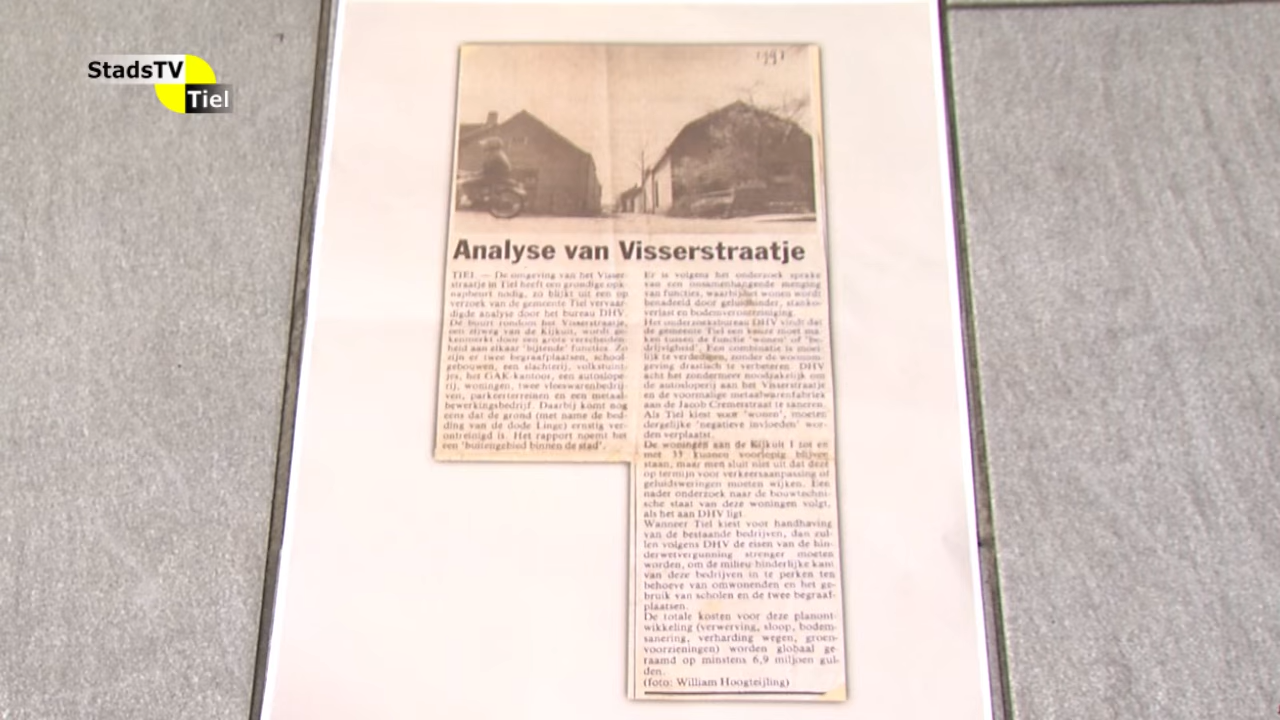 StadsTV
Tiel
Analyse van Visserstraatje
TIEL — De omgeving van het Visser-
straatje in Tiel heeft een grondige opk-
napbeurt nodig, zo blijkt uit een op
verzoek van de gemeente Tiel vervaar-
digde analyse door het bureau DHV.
De buurt rondom het Visserstraatje,
een zijweg van de Kijkuit, wordt ge-
kenmerkt door een grote verscheiden-
heid aan elkaar 'bijtende' functies. Zo
zijn er twee begraafplaatsen, school-
gebouwen, een slachterij, volkstuin-
jes, het GAK-kantoor, een autoslope-
rij, woningen, twee vleeswarenbedrij-
ven, parkeerterreinen en een metaal-
bewerkingsbedrijf. Daarbij komt nog
eens dat de grond (met name de bed-
ding van de dode Linge) ernstig ver-
ontreinigd is. Het rapport noemt het
een 'buitengebied binnen de stad'.
Er is volgens het onderzoek sprake
van een onsamenhangende menging
van functies, waarbij het wonen wordt
benadeeld door geluidhinder, stanko-
verlast en bodemverontreiniging.
Het onderzoeksbureau DHV vindt dat
de gemeente Tiel een keuze moet ma-
ken tussen de functie 'wonen' of 'be-
drijvigheid'. Een combinatie is moei-
lijk te verdedigen, zonder de woonom-
geving drastisch te verbeteren. DHV
acht het zondermeer noodzakelijk om
de autosloperij aan het Visserstraatje
en de voormalige metaalwarenfabriek
aan de Jacob Cremerstraat te saneren.
Als Tiel kiest voor 'wonen', moeten
dergelijke 'negatieve invloeden' wor-
den verplaatst.
De woningen aan de Kijkuit 1 tot en
met 35 kunnen voorlopig blijven
staan, maar men sluit niet uit dat deze
op termijn voor verkeersaanpassing of
geluidsweringen moeten wijken. Een
nader onderzoek naar de bouwtechni-
sche staat van deze woningen volgt,
als het aan DHV ligt.
Wanneer Tiel kiest voor handhaving
van de bestaande bedrijven, dan zul-
len volgens DHV de eisen van de hin-
derwetvergunning strenger moeten
worden, om de milieu-hinderlijke kant
van deze bedrijven in te perken ten
behoeve van omwonenden en het ge-
bruik van scholen en de twee begraaf-
plaatsen.
De totale kosten voor deze planont-
wikkeling (verwerving, sloop, bodem-
sanering, verharding wegen, groen-
voorzieningen) worden globaal ge-
raamd op minstens 6,9 miljoen gul-
den.
(foto: William Hoogteijling)